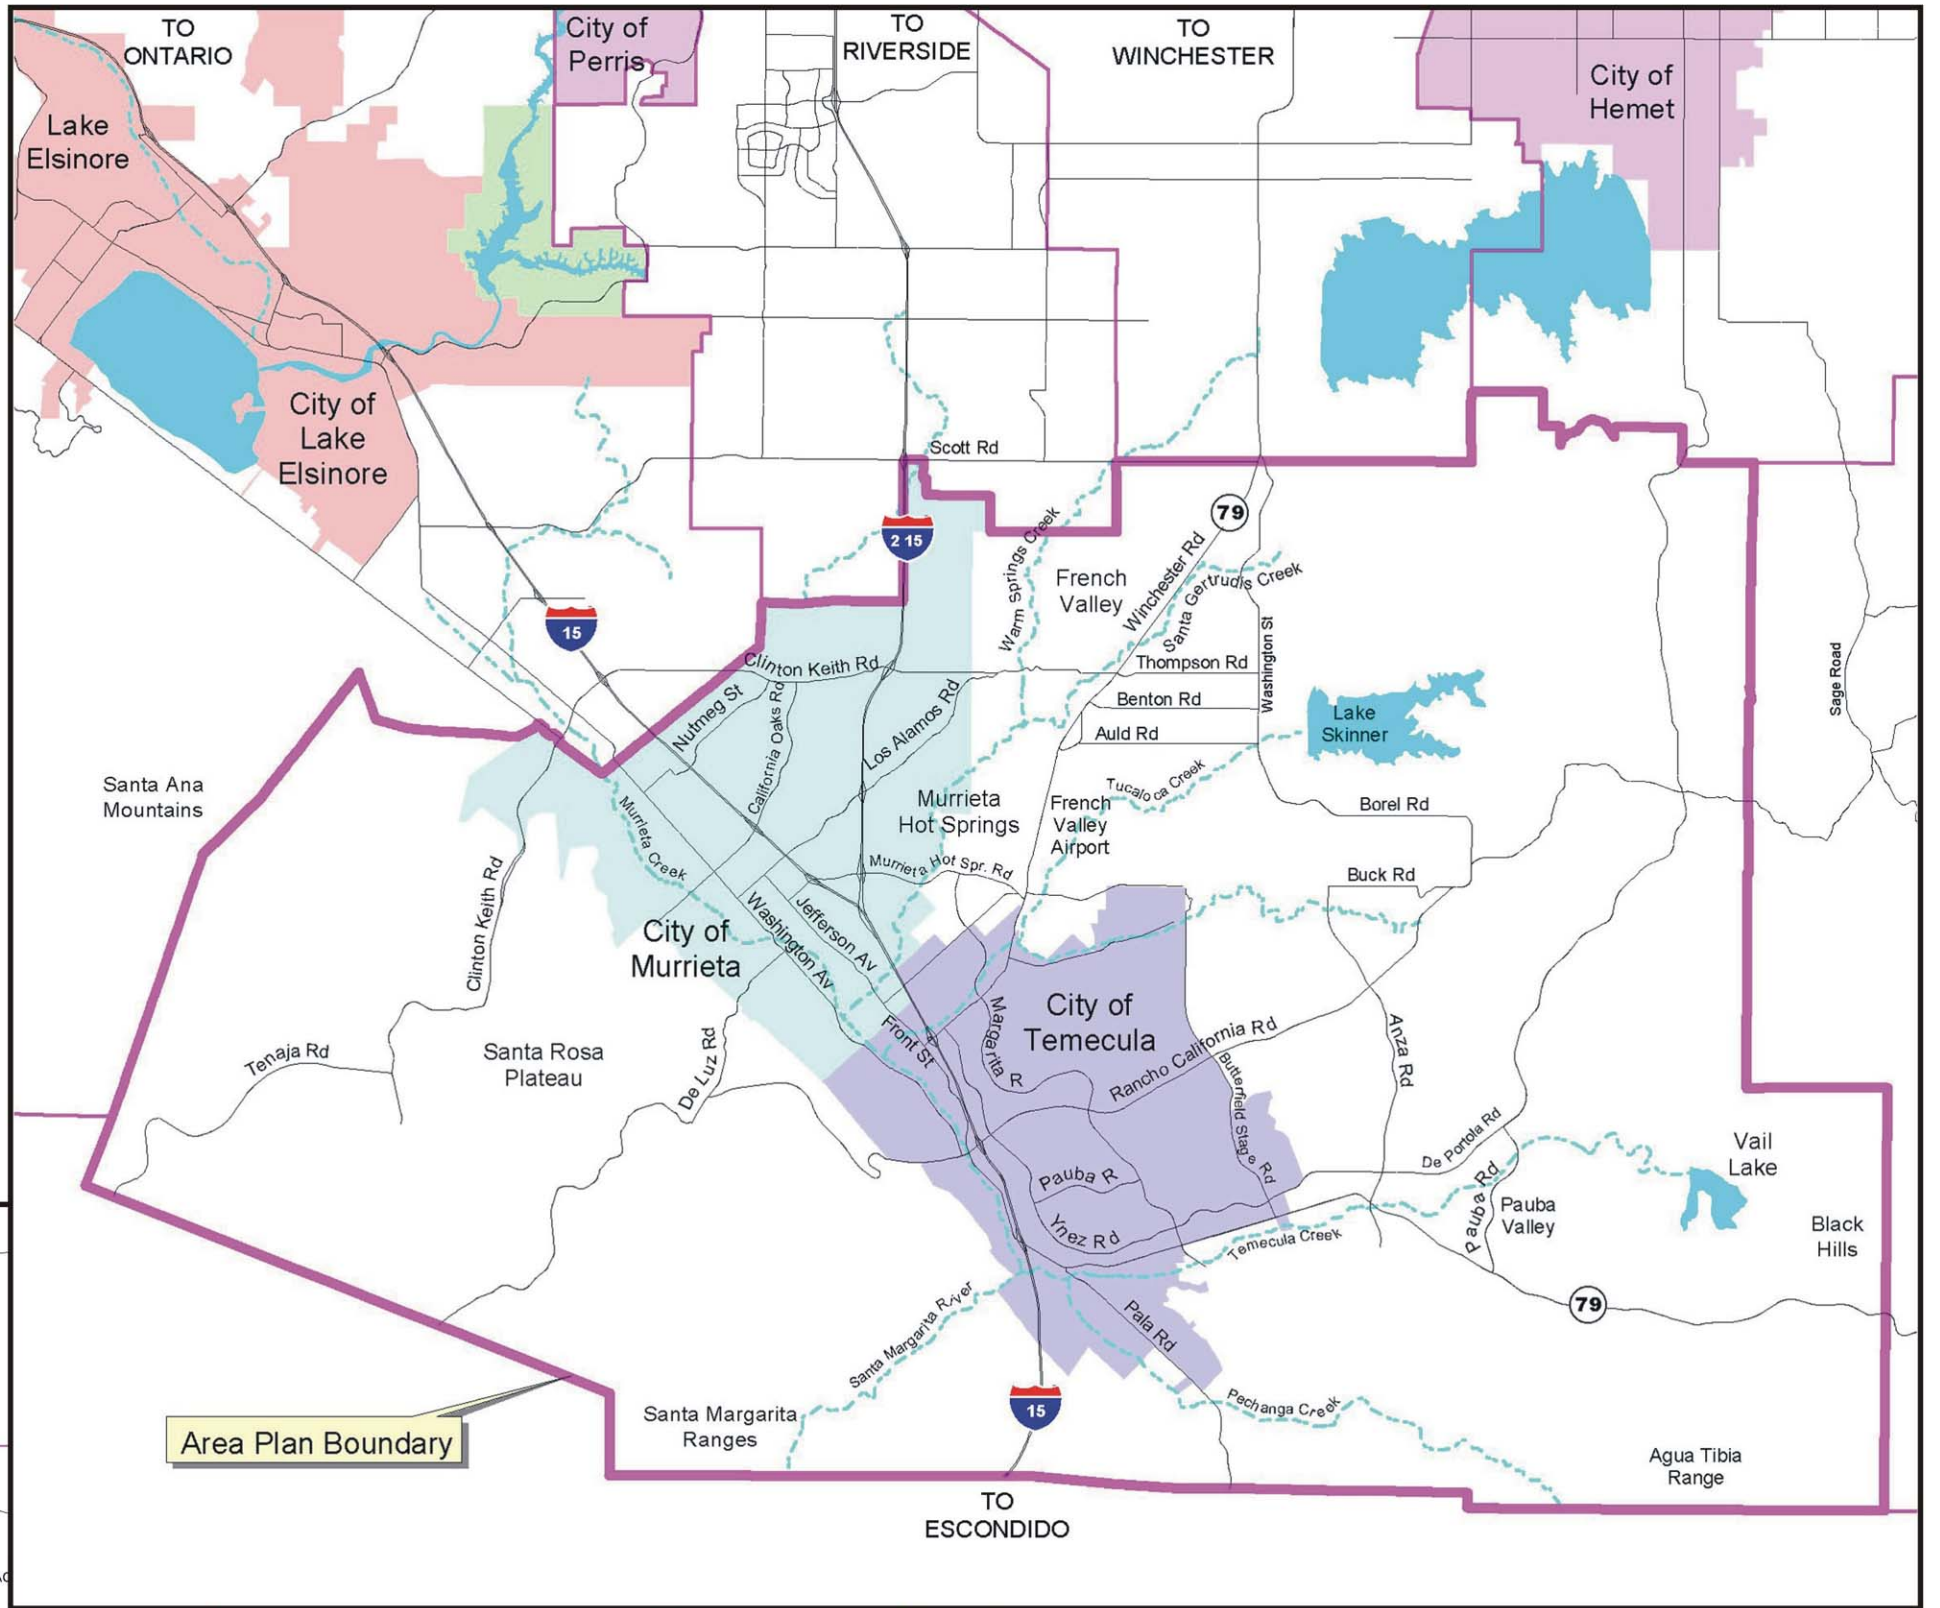 TO
ONTARIO
City of
Perris
TO
RIVERSIDE
TO
WINCHESTER
City of
Hemet
Lake
Elsinore
City of
Lake
Elsinore
Scott Rd
79
2 15
15
Warm Springs Creek
French
Valley
Winchester Rd
Santa Gertrudis Creek
Washington St
Thompson Rd
Benton Rd
Auld Rd
Clinton Keith Rd
Nutmeg St
California Oaks Rd
Los Alamos Rd
Lake
Skinner
Sage Road
Santa Ana
Mountains
Murrieta Creek
Murrieta
Hot Springs
French
Valley
Airport
Tucaloca Creek
Borel Rd
Buck Rd
Murrieta Hot Spr. Rd
Clinton Keith Rd
City of
Murrieta
Washington Av
Jefferson Av
Front St
City of
Temecula
Margarita R
Rancho California Rd
Butterfield Stage Rd
Anza Rd
Tenaja Rd
Santa Rosa
Plateau
De Luz Rd
Pauba R
Ynez Rd
De Portola Rd
Pauba Rd
Vail
Lake
Pauba
Valley
Black
Hills
Temecula Creek
79
Santa Margarita River
Pala Rd
Area Plan Boundary
Santa Margarita
Ranges
15
Pechanga Creek
Agua Tibia
Range
TO
ESCONDIDO